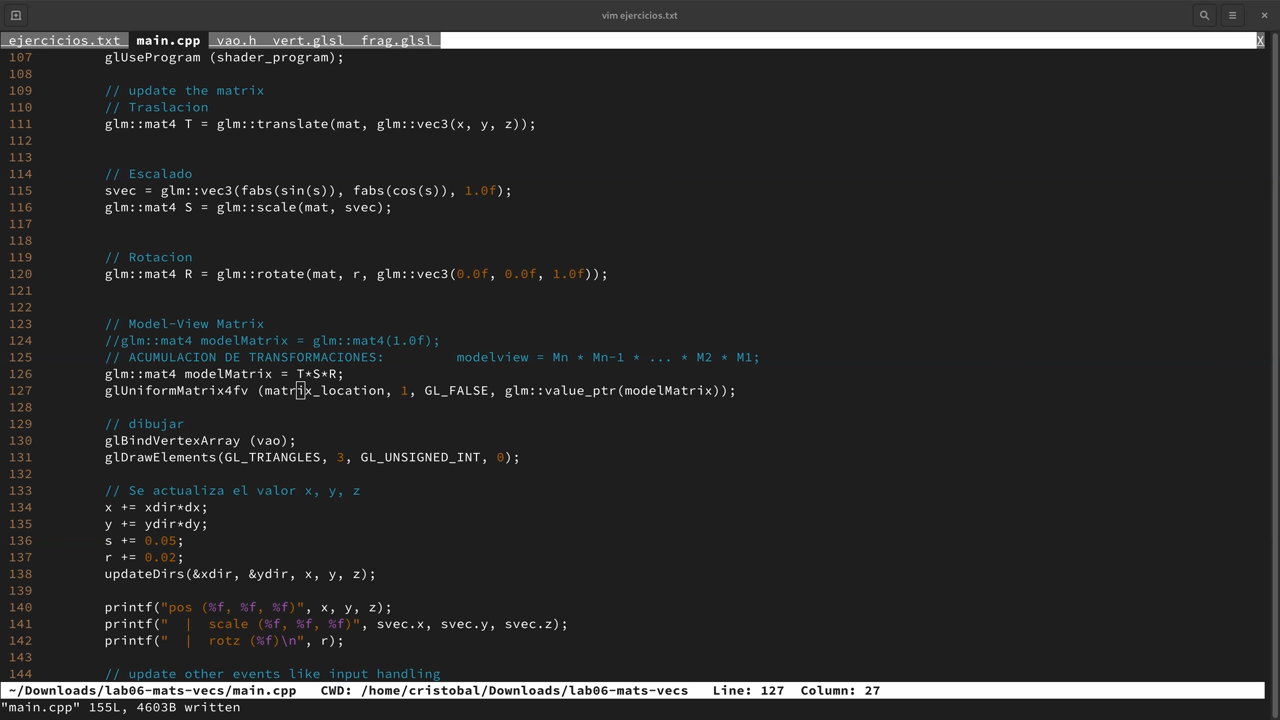 vim ejercicios.txt
ejercicios.txt main.cpp vao.h vert.glsl frag.glsl X
107 glUseProgram (shader_program);
108
109 // update the matrix
110 // Traslacion
111 glm::mat4 T = glm::translate(mat, glm::vec3(x, y, z));
112
113
114 // Escalado
115 svec = glm::vec3(fabs(sin(s)), fabs(cos(s)), 1.0f);
116 glm::mat4 S = glm::scale(mat, svec);
117
118
119 // Rotacion
120 glm::mat4 R = glm::rotate(mat, r, glm::vec3(0.0f, 0.0f, 1.0f));
121
122
123 // Model-View Matrix
124 //glm::mat4 modelMatrix = glm::mat4(1.0f);
125 // ACUMULACION DE TRANSFORMACIONES: modelview = Mn * Mn-1 * ... * M2 * M1;
126 glm::mat4 modelMatrix = T*S*R;
127 glUniformMatrix4fv (matrix_location, 1, GL_FALSE, glm::value_ptr(modelMatrix));
128
129 // dibujar
130 glBindVertexArray (vao);
131 glDrawElements(GL_TRIANGLES, 3, GL_UNSIGNED_INT, 0);
132
133 // Se actualiza el valor x, y, z
134 x += xdir*dx;
135 y += ydir*dy;
136 s += 0.05;
137 r += 0.02;
138 updateDirs(&xdir, &ydir, x, y, z);
139
140 printf("pos (%f, %f, %f)", x, y, z);
141 printf(" | scale (%f, %f, %f)", svec.x, svec.y, svec.z);
142 printf(" | rotz (%f)\n", r);
143
144 // update other events like input handling
~/Downloads/lab06-mats-vecs/main.cpp CWD: /home/cristobal/Downloads/lab06-mats-vecs Line: 127 Column: 27
"main.cpp" 155L, 4603B written